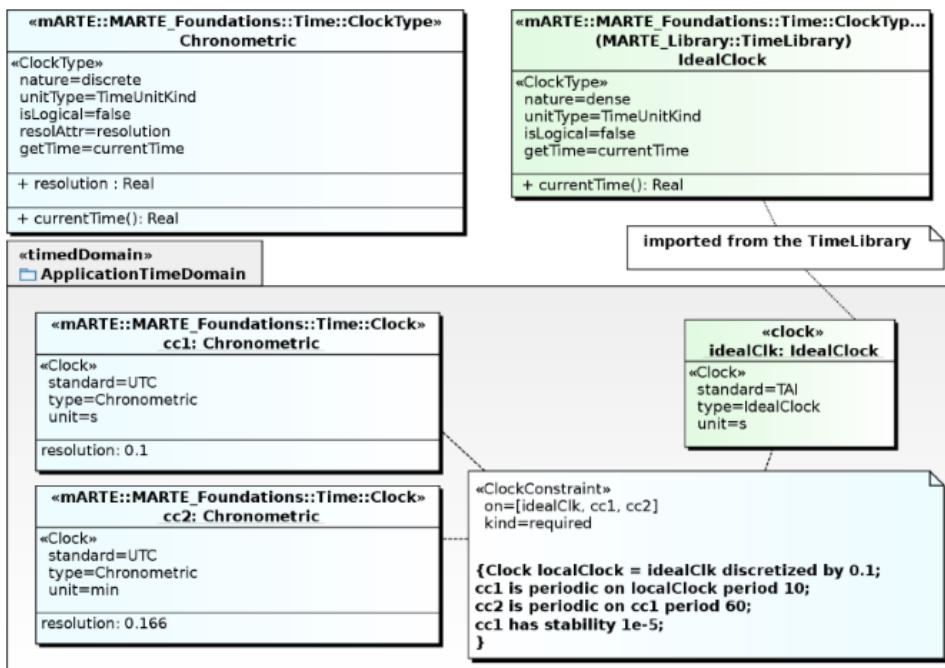 «mARTE::MARTE_Foundations::Time::ClockType»
Chronometric
«ClockType»
nature=discrete
unitType=TimeUnitKind
isLogical=false
resolAttr=resolution
getTime=currentTime
+ resolution : Real
+ currentTime(): Real
«mARTE::MARTE_Foundations::Time::ClockTyp...
(MARTE_Library::TimeLibrary)
IdealClock
«ClockType»
nature=dense
unitType=TimeUnitKind
isLogical=false
getTime=currentTime
+ currentTime(): Real
imported from the TimeLibrary
«timedDomain»
ApplicationTimeDomain
«mARTE::MARTE_Foundations::Time::Clock»
cc1: Chronometric
«Clock»
standard=UTC
type=Chronometric
unit=s
resolution: 0.1
«clock»
idealClk: IdealClock
«Clock»
standard=TAI
type=IdealClock
unit=s
«mARTE::MARTE_Foundations::Time::Clock»
cc2: Chronometric
«Clock»
standard=UTC
type=Chronometric
unit=min
resolution: 0.166
«ClockConstraint»
on=[idealClk, cc1, cc2]
kind=required
{Clock localClock = idealClk discretized by 0.1;
cc1 is periodic on localClock period 10;
cc2 is periodic on cc1 period 60;
cc1 has stability 1e-5;
}